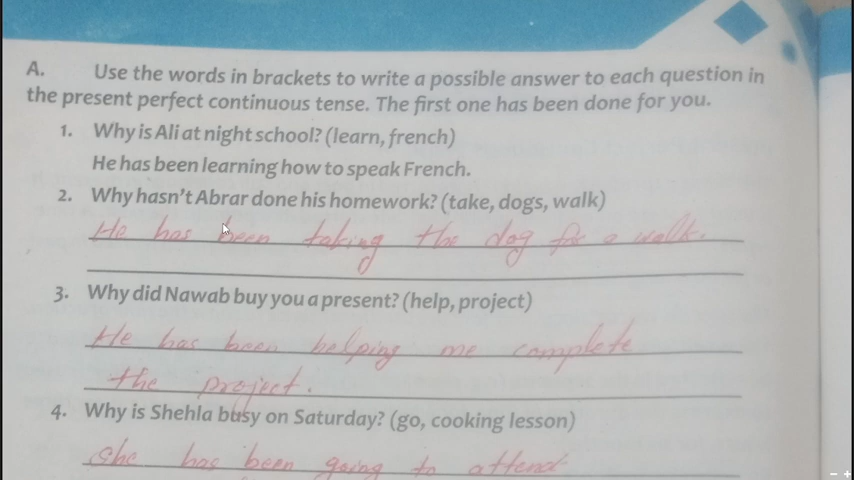 A. Use the words in brackets to write a possible answer to each question in
the present perfect continuous tense. The first one has been done for you.
1. Why is Ali at night school? (learn, french)
He has been learning how to speak French.
2. Why hasn't Abrar done his homework? (take, dogs, walk)
He has been taking the dog for a walk.
3. Why did Nawab buy you a present? (help, project)
He has been helping me complete
the project.
4. Why is Shehla busy on Saturday? (go, cooking lesson)
She has been going to attend